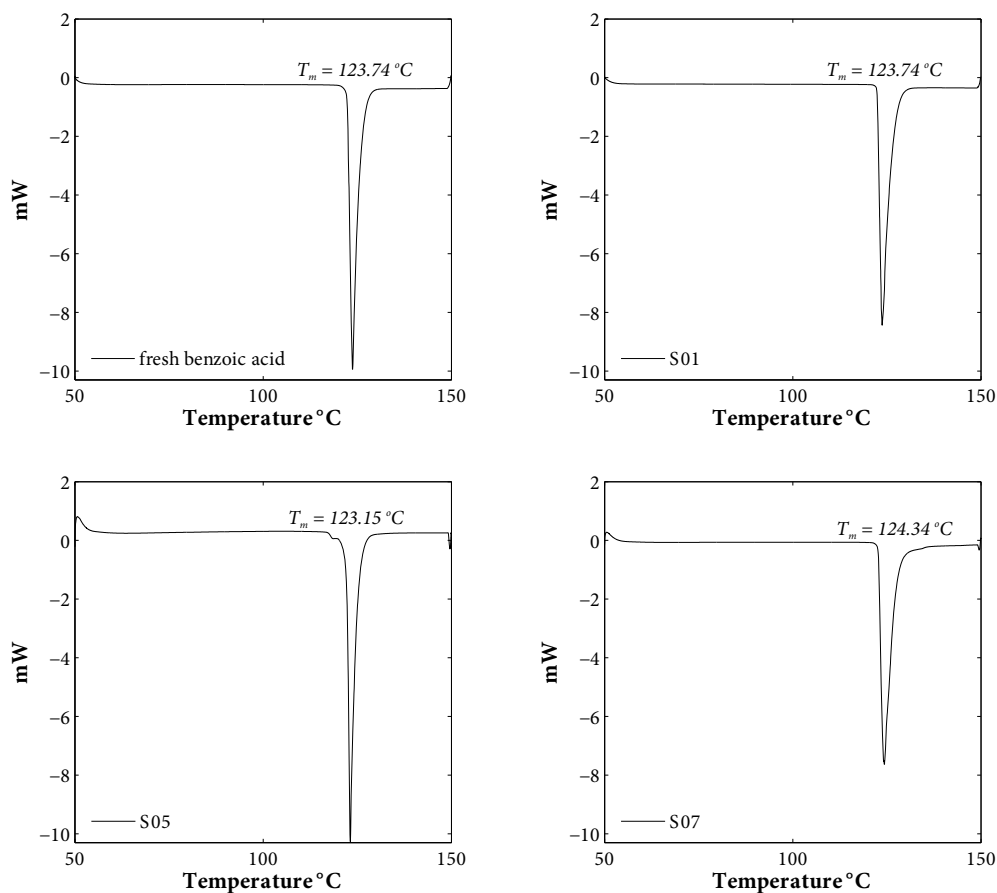 2
0
−2
−4
−6
−8
−10
mW
T_m = 123.74 °C
fresh benzoic acid
50 100 150
Temperature °C
2
0
−2
−4
−6
−8
−10
mW
T_m = 123.74 °C
S01
50 100 150
Temperature °C
2
0
−2
−4
−6
−8
−10
mW
T_m = 123.15 °C
S05
50 100 150
Temperature °C
2
0
−2
−4
−6
−8
−10
mW
T_m = 124.34 °C
S07
50 100 150
Temperature °C